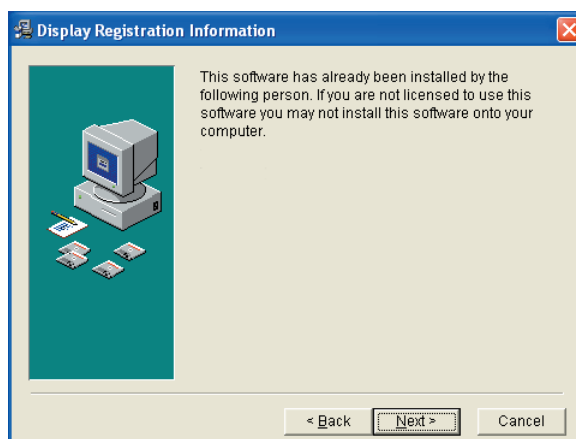 Display Registration Information
This software has already been installed by the
following person. If you are not licensed to use this
software you may not install this software onto your
computer.
< Back
Next >
Cancel